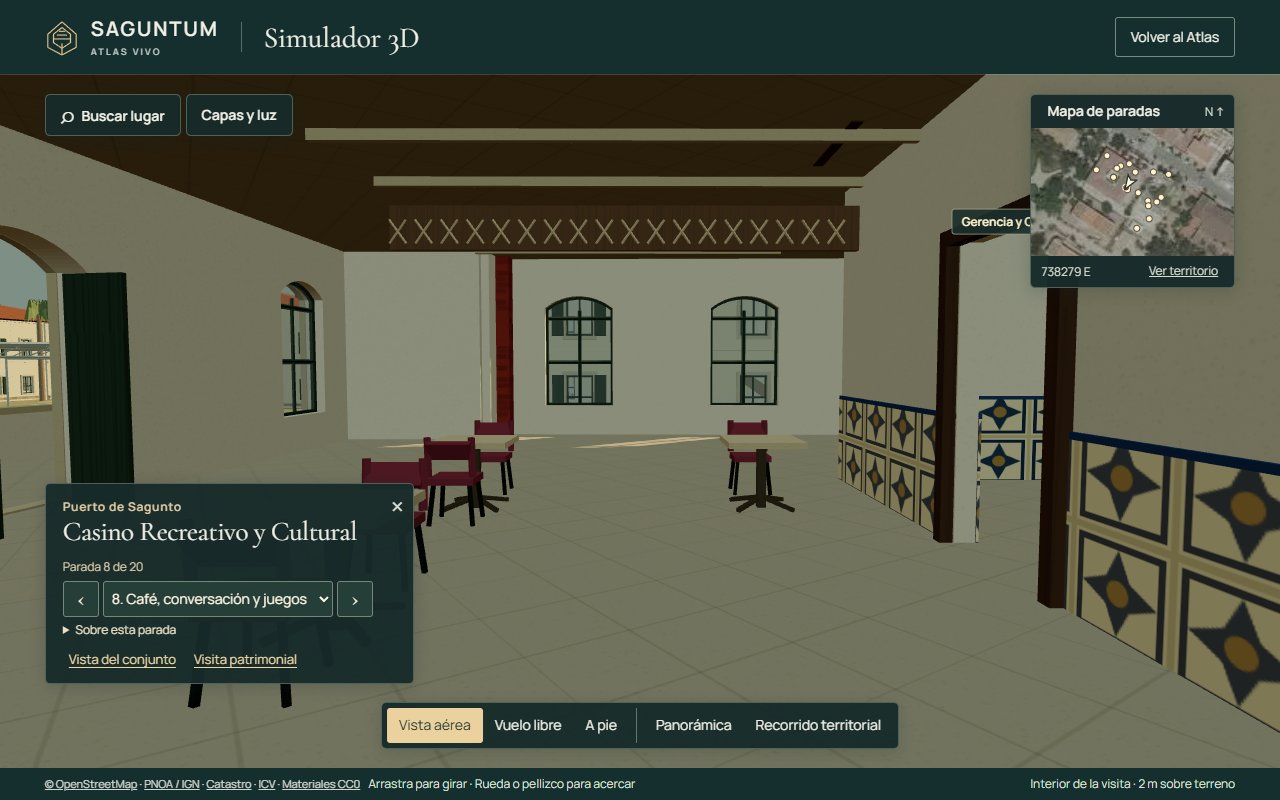 SAGUNTUM
ATLAS VIVO
Simulador 3D
Volver al Atlas
Buscar lugar
Capas y luz
Mapa de paradas
N ↑
Gerencia y C
738279 E
Ver territorio
Puerto de Sagunto
×
Casino Recreativo y Cultural
Parada 8 de 20
‹
8. Café, conversación y juegos
›
▸ Sobre esta parada
Vista del conjunto
Visita patrimonial
Vista aérea
Vuelo libre
A pie
Panorámica
Recorrido territorial
© OpenStreetMap · PNOA / IGN · Catastro · ICV · Materiales CC0
Arrastra para girar · Rueda o pellizco para acercar
Interior de la visita · 2 m sobre terreno